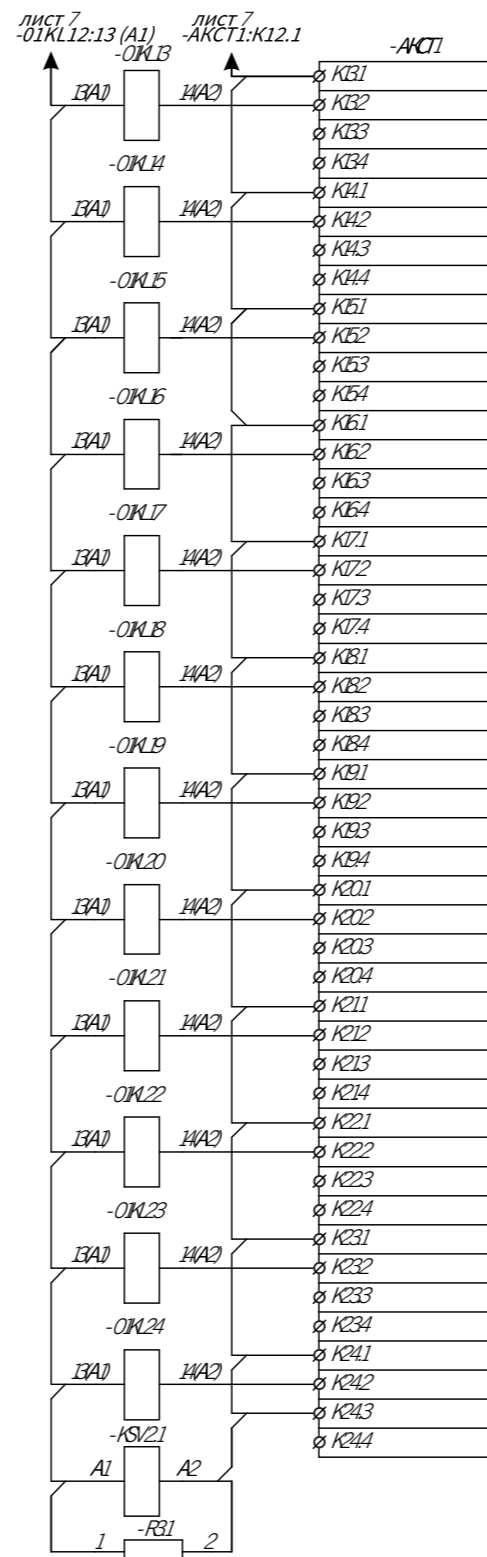 лист 7 лист 7
-01KL12:13 (A1) -АКСТ1:К12.1
-01KL13 -АКСТ1
К13.1
13(A1) 14(A2) К13.2
К13.3
-01KL14 К13.4
К14.1
13(A1) 14(A2) К14.2
К14.3
-01KL15 К14.4
К15.1
13(A1) 14(A2) К15.2
К15.3
-01KL16 К15.4
К16.1
13(A1) 14(A2) К16.2
К16.3
-01KL17 К16.4
К17.1
13(A1) 14(A2) К17.2
К17.3
-01KL18 К17.4
К18.1
13(A1) 14(A2) К18.2
К18.3
-01KL19 К18.4
К19.1
13(A1) 14(A2) К19.2
К19.3
-01KL20 К19.4
К20.1
13(A1) 14(A2) К20.2
К20.3
-01KL21 К20.4
К21.1
13(A1) 14(A2) К21.2
К21.3
-01KL22 К21.4
К22.1
13(A1) 14(A2) К22.2
К22.3
-01KL23 К22.4
К23.1
13(A1) 14(A2) К23.2
К23.3
-01KL24 К23.4
К24.1
13(A1) 14(A2) К24.2
К24.3
-KSV2.1 К24.4
A1 A2
-R3.1
1 2